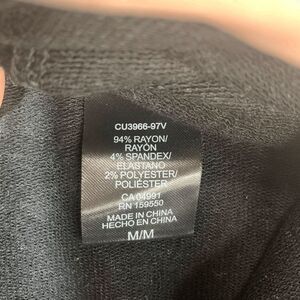 CU3966-97V
94% RAYON/
RAYÓN
4% SPANDEX/
ELASTANO
2% POLYESTER/
POLIÉSTER
CA 04991
RN 159550
MADE IN CHINA
HECHO EN CHINA
M/M